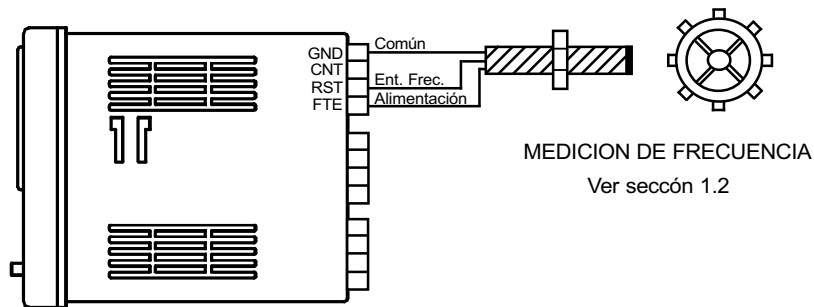 GND Común
CNT
RST Ent. Frec.
FTE Alimentación
MEDICION DE FRECUENCIA
Ver seccón 1.2